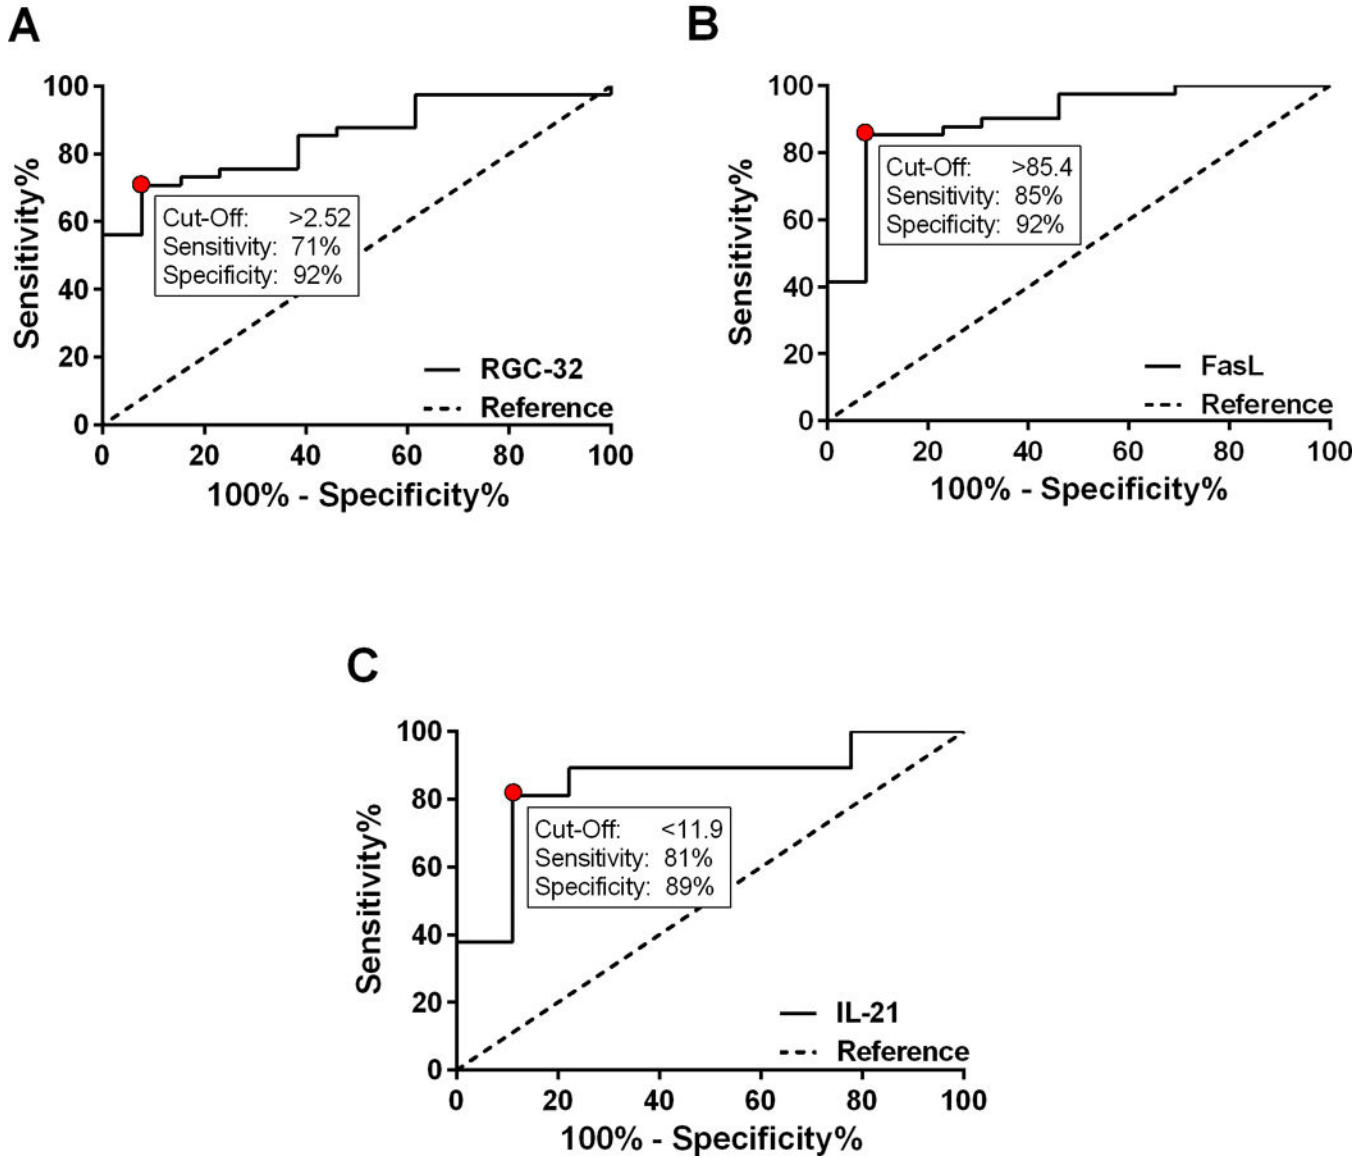 A
Sensitivity%
100
80
60
40
20
0
Cut-Off: >2.52
Sensitivity: 71%
Specificity: 92%
RGC-32
Reference
0 20 40 60 80 100
100% - Specificity%
B
Sensitivity%
100
80
60
40
20
0
Cut-Off: >85.4
Sensitivity: 85%
Specificity: 92%
FasL
Reference
0 20 40 60 80 100
100% - Specificity%
C
Sensitivity%
100
80
60
40
20
0
Cut-Off: <11.9
Sensitivity: 81%
Specificity: 89%
IL-21
Reference
0 20 40 60 80 100
100% - Specificity%